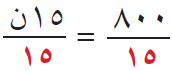 ٨٠٠ / ١٥ = ١٥ن / ١٥